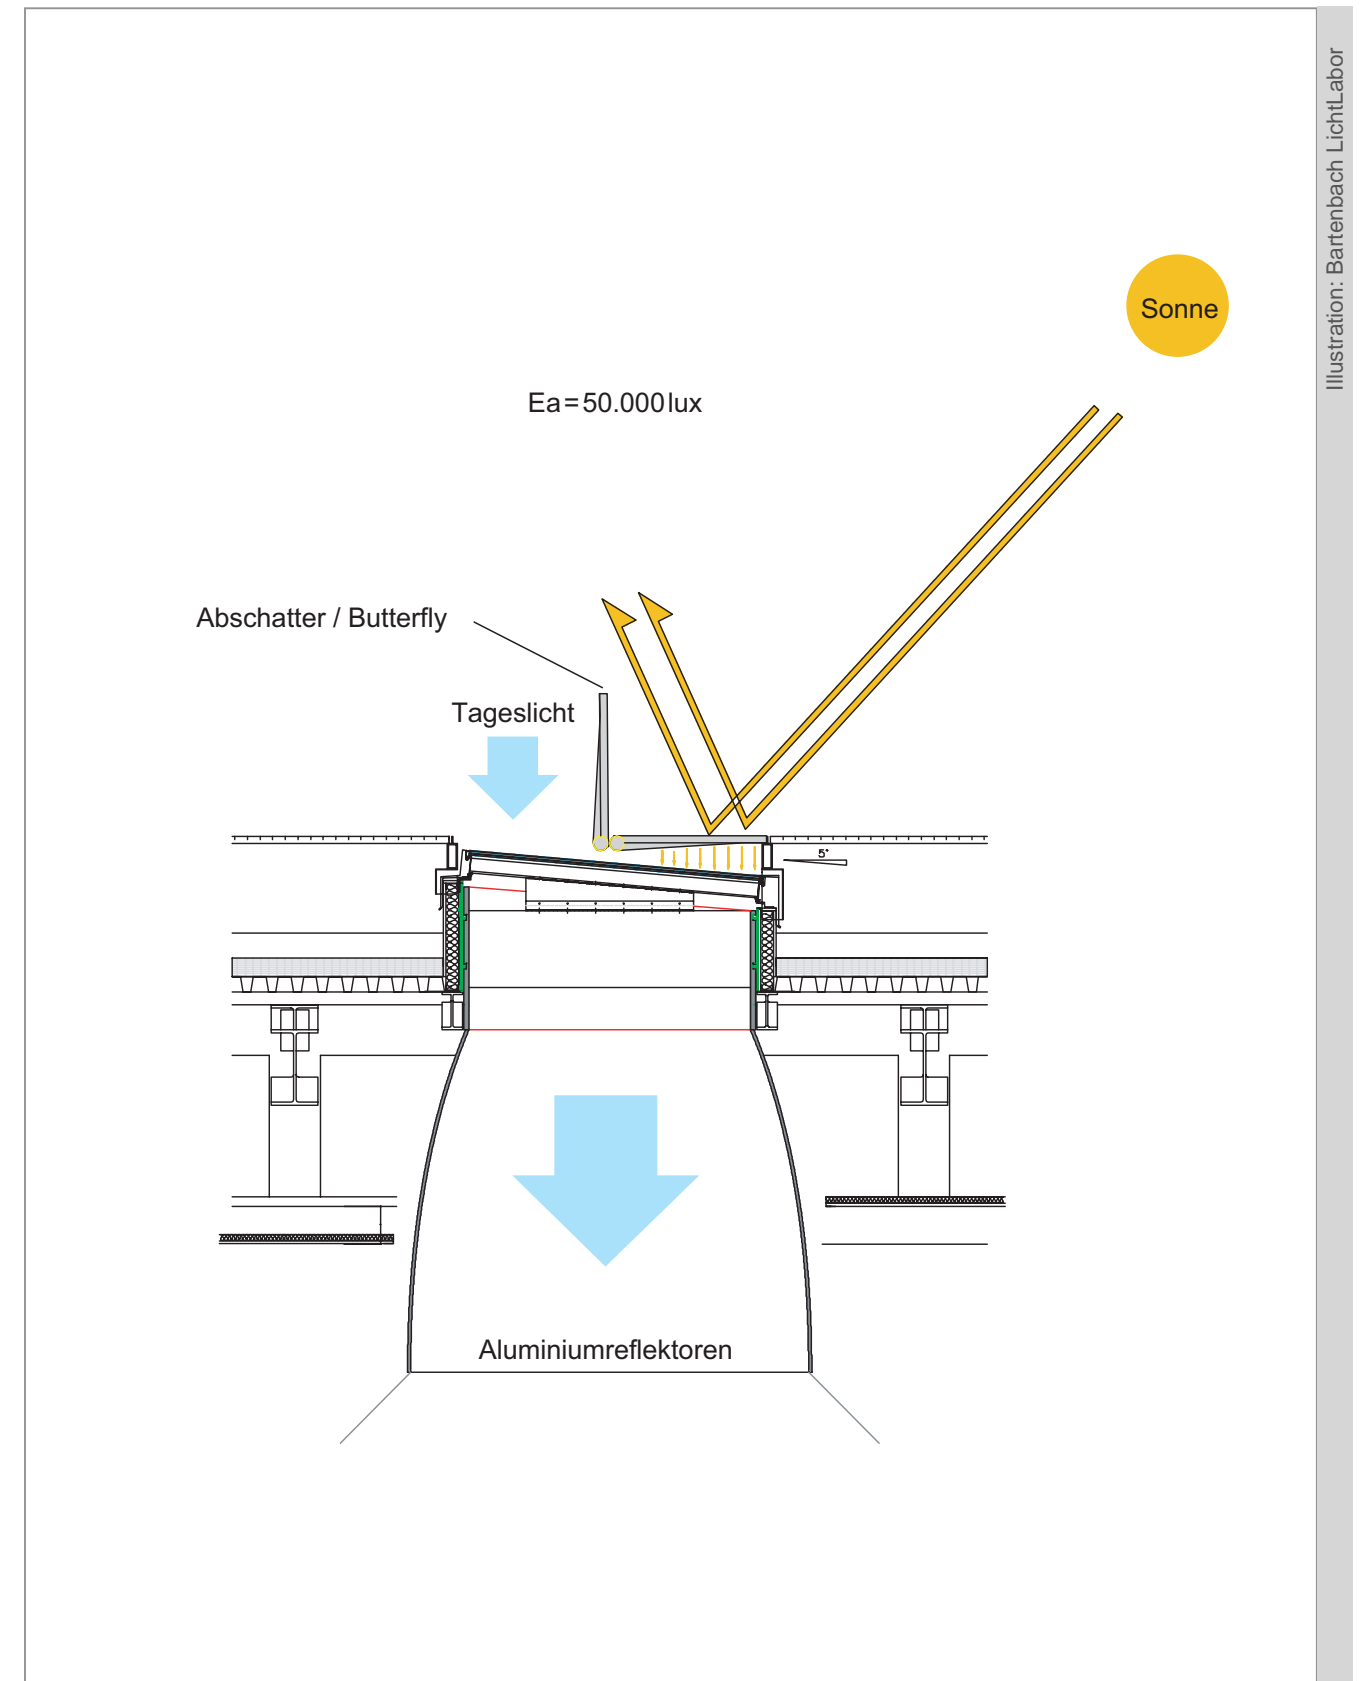 Illustration: Bartenbach LichtLabor
Sonne
Ea=50.000lux
Abschatter / Butterfly
Tageslicht
5°
Aluminiumreflektoren